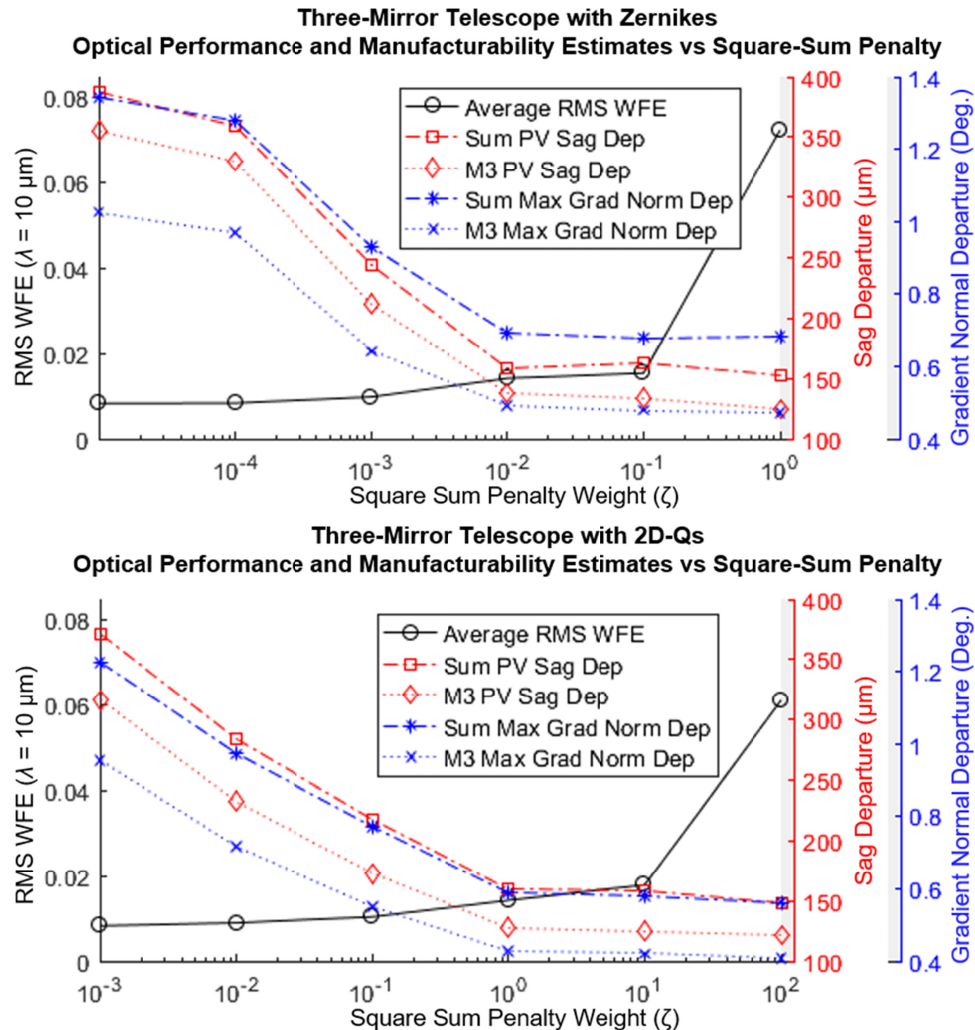 Three-Mirror Telescope with Zernikes
Optical Performance and Manufacturability Estimates vs Square-Sum Penalty
RMS WFE (λ = 10 μm)
0.08
0.06
0.04
0.02
0
Average RMS WFE
Sum PV Sag Dep
M3 PV Sag Dep
Sum Max Grad Norm Dep
M3 Max Grad Norm Dep
400
350
300
250
200
150
100
Sag Departure (μm)
1.4
1.2
1
0.8
0.6
0.4
Gradient Normal Departure (Deg.)
10⁻⁴ 10⁻³ 10⁻² 10⁻¹ 10⁰
Square Sum Penalty Weight (ζ)
Three-Mirror Telescope with 2D-Qs
Optical Performance and Manufacturability Estimates vs Square-Sum Penalty
RMS WFE (λ = 10 μm)
0.08
0.06
0.04
0.02
0
Average RMS WFE
Sum PV Sag Dep
M3 PV Sag Dep
Sum Max Grad Norm Dep
M3 Max Grad Norm Dep
400
350
300
250
200
150
100
Sag Departure (μm)
1.4
1.2
1
0.8
0.6
0.4
Gradient Normal Departure (Deg.)
10⁻³ 10⁻² 10⁻¹ 10⁰ 10¹ 10²
Square Sum Penalty Weight (ζ)